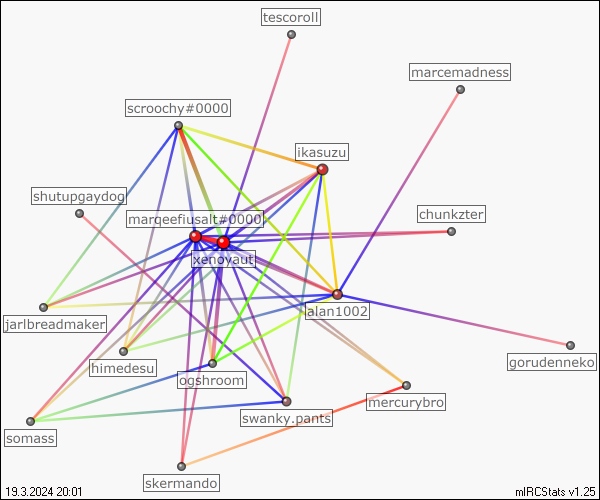 tescoroll
marcemadness
scroochy#0000
ikasuzu
shutupgaydog
marqeefiusalt#0000
chunkzter
xenoyaut
alan1002
jarlbreadmaker
gorudenneko
himedesu
ogshroom
mercurybro
swanky.pants
somass
skermando
19.3.2024 20:01
mIRCStats v1.25